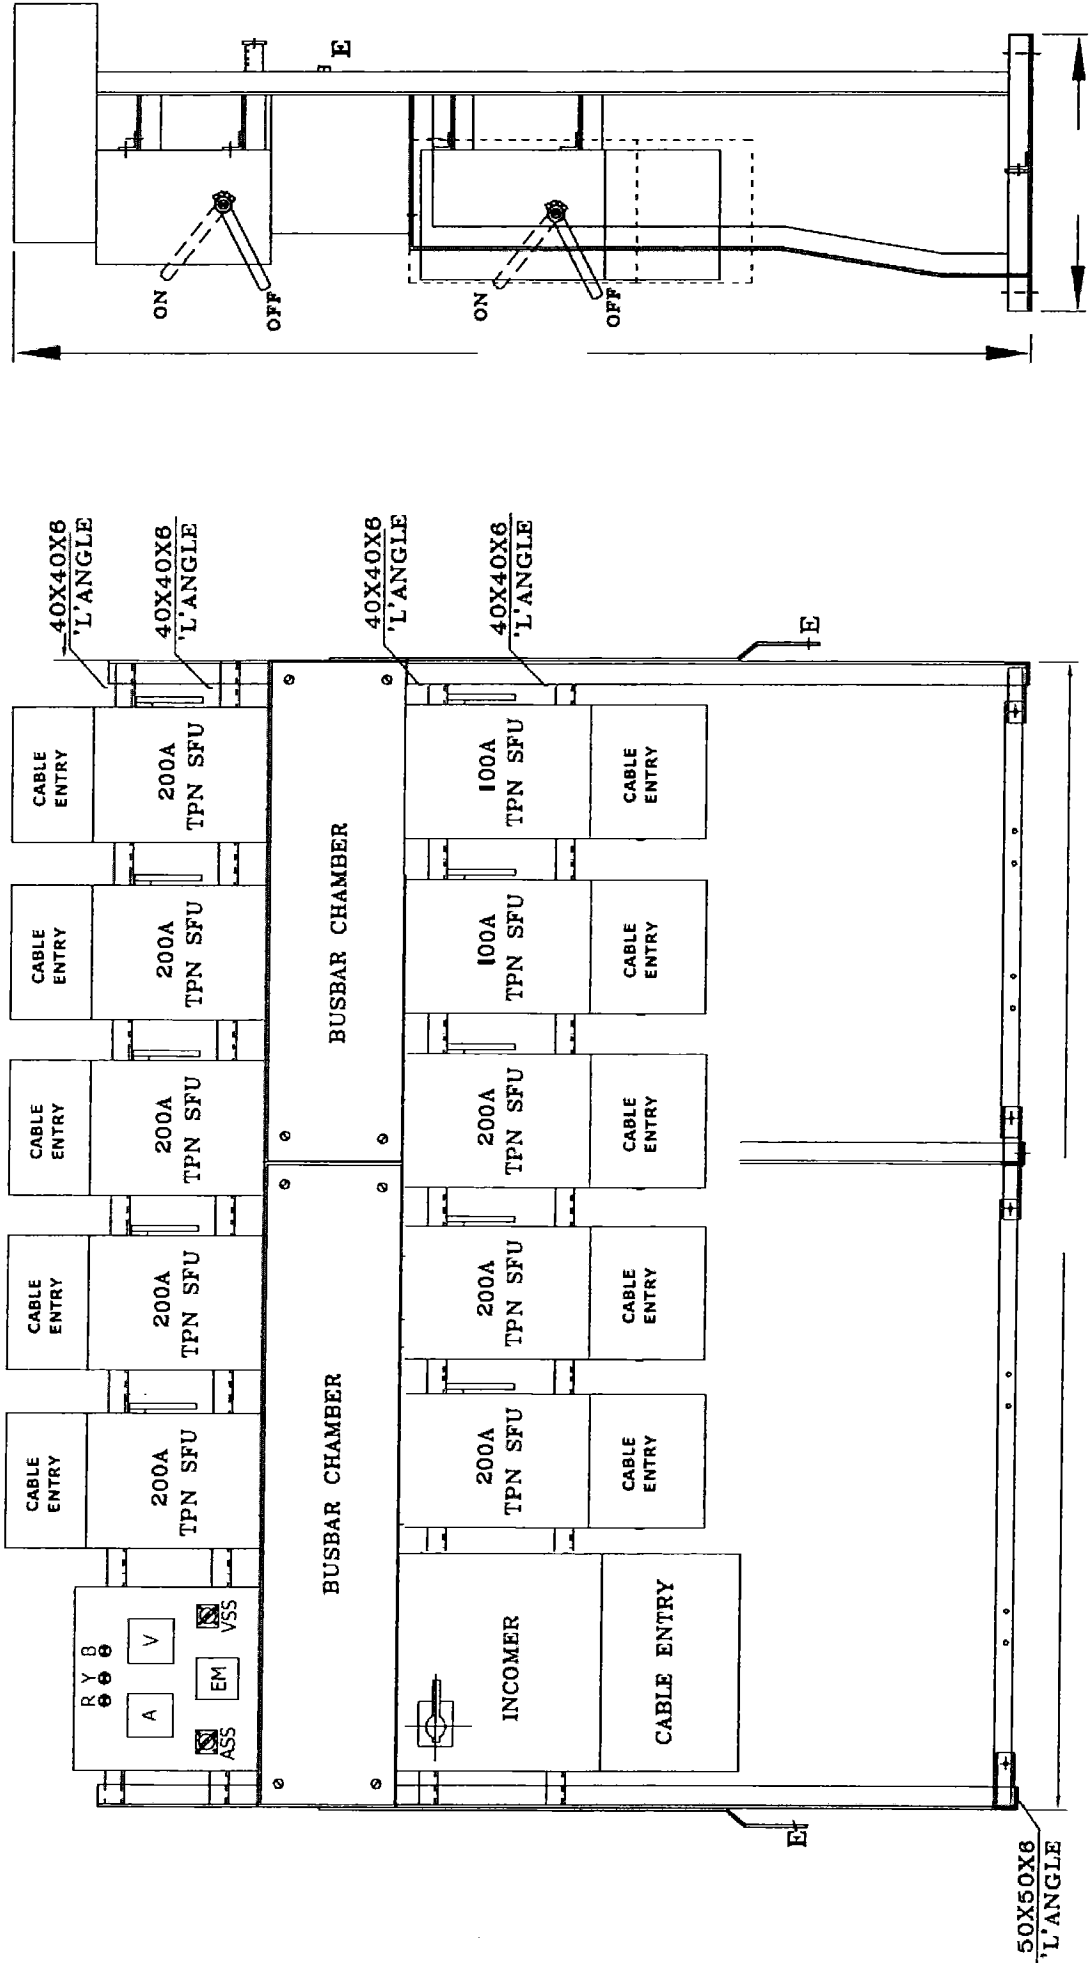 CABLE
ENTRY
CABLE
ENTRY
CABLE
ENTRY
CABLE
ENTRY
CABLE
ENTRY
40X40X6
'L'ANGLE
R Y B
A
V
EM
ASS
VSS
200A
TPN SFU
200A
TPN SFU
200A
TPN SFU
200A
TPN SFU
200A
TPN SFU
40X40X6
'L'ANGLE
BUSBAR CHAMBER
BUSBAR CHAMBER
40X40X6
'L'ANGLE
INCOMER
200A
TPN SFU
200A
TPN SFU
200A
TPN SFU
100A
TPN SFU
100A
TPN SFU
40X40X6
'L'ANGLE
CABLE ENTRY
CABLE
ENTRY
CABLE
ENTRY
CABLE
ENTRY
CABLE
ENTRY
CABLE
ENTRY
E
E
50X50X6
'L'ANGLE
ON
OFF
E
ON
OFF